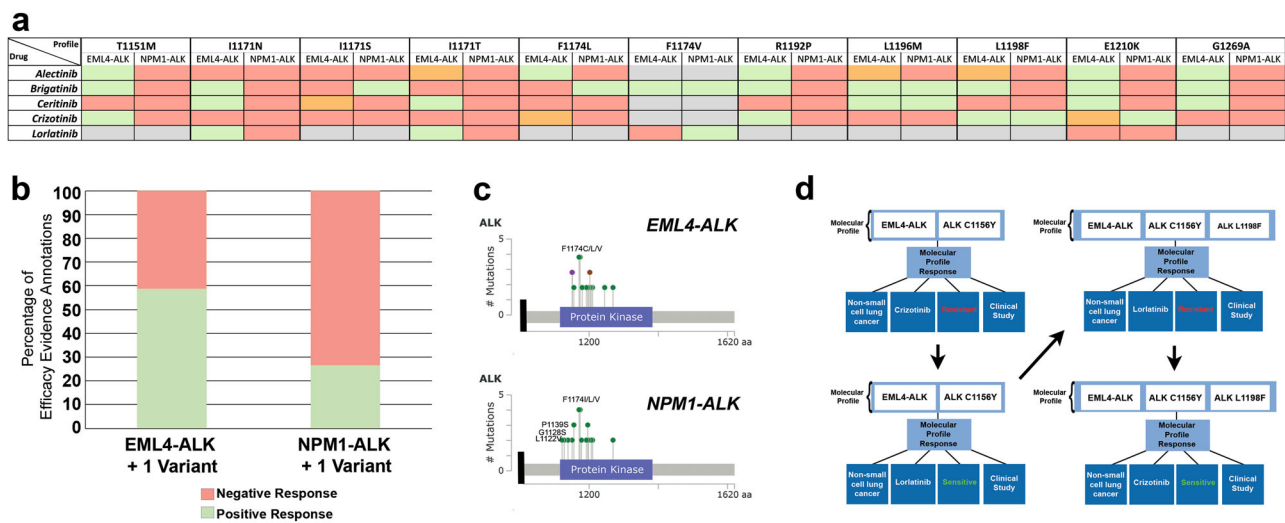 a
Profile
Drug
T1151M I1171N I1171S I1171T F1174L F1174V R1192P L1196M L1198F E1210K G1269A
EML4-ALK NPM1-ALK EML4-ALK NPM1-ALK EML4-ALK NPM1-ALK EML4-ALK NPM1-ALK EML4-ALK NPM1-ALK EML4-ALK NPM1-ALK EML4-ALK NPM1-ALK EML4-ALK NPM1-ALK EML4-ALK NPM1-ALK EML4-ALK NPM1-ALK EML4-ALK NPM1-ALK
Alectinib
Brigatinib
Ceritinib
Crizotinib
Lorlatinib
b
Percentage of
Efficacy Evidence Annotations
100
90
80
70
60
50
40
30
20
10
0
EML4-ALK
+ 1 Variant
NPM1-ALK
+ 1 Variant
Negative Response
Positive Response
c
ALK
EML4-ALK
# Mutations
5
0
F1174C/L/V
Protein Kinase
1200 1620 aa
ALK
NPM1-ALK
# Mutations
5
0
F1174I/L/V
P1139S
G1128S
L1122V
Protein Kinase
1200 1620 aa
d
Molecular
Profile
EML4-ALK ALK C1156Y
Molecular
Profile
Response
Non-small
cell lung
cancer
Crizotinib
Resistant
Clinical
Study
Molecular
Profile
EML4-ALK ALK C1156Y
Molecular
Profile
Response
Non-small
cell lung
cancer
Lorlatinib
Sensitive
Clinical
Study
Molecular
Profile
EML4-ALK ALK C1156Y ALK L1198F
Molecular
Profile
Response
Non-small
cell lung
cancer
Lorlatinib
Resistant
Clinical
Study
Molecular
Profile
EML4-ALK ALK C1156Y ALK L1198F
Molecular
Profile
Response
Non-small
cell lung
cancer
Crizotinib
Sensitive
Clinical
Study